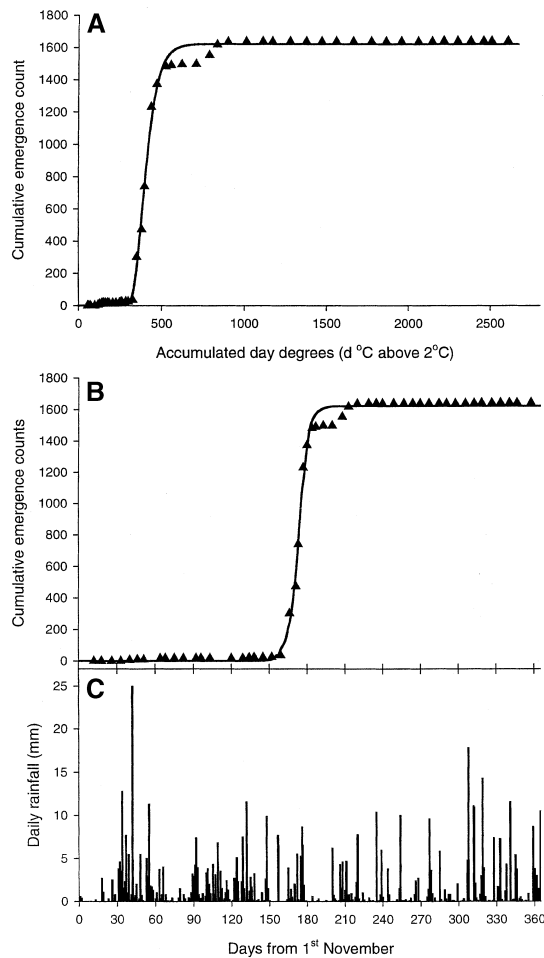 A
1800
1600
1400
1200
1000
800
600
400
200
0
Cumulative emergence count
0 500 1000 1500 2000 2500
Accumulated day degrees (d °C above 2°C)
B
1800
1600
1400
1200
1000
800
600
400
200
0
Cumulative emergence counts
C
25
20
15
10
5
0
Daily rainfall (mm)
0 30 60 90 120 150 180 210 240 270 300 330 360
Days from 1st November